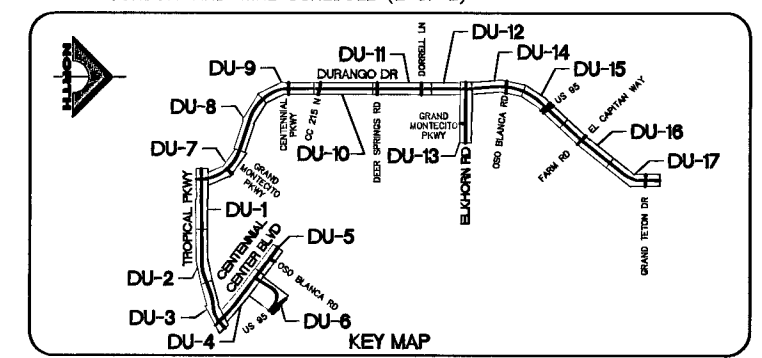 DU-12
DU-11
DORRELL LN
DU-14
DU-9
DURANGO DR
DU-15
NORTH
US 95
DU-8
CENTENNIAL PKWY
CC 215 N
DEER SPRINGS RD
GRAND MONTECITO PKWY
OSO BLANCA RD
EL CAPITAN WAY
DU-16
DU-7
DU-10
DU-13
ELKHORN RD
FARM RD
DU-17
GRAND MONTECITO PKWY
TROPICAL PKWY
DU-1
CENTENNIAL CENTER BLVD
DU-5
GRAND TETON DR
DU-2
OSO BLANCA RD
DU-3
US 95
DU-6
DU-4
KEY MAP